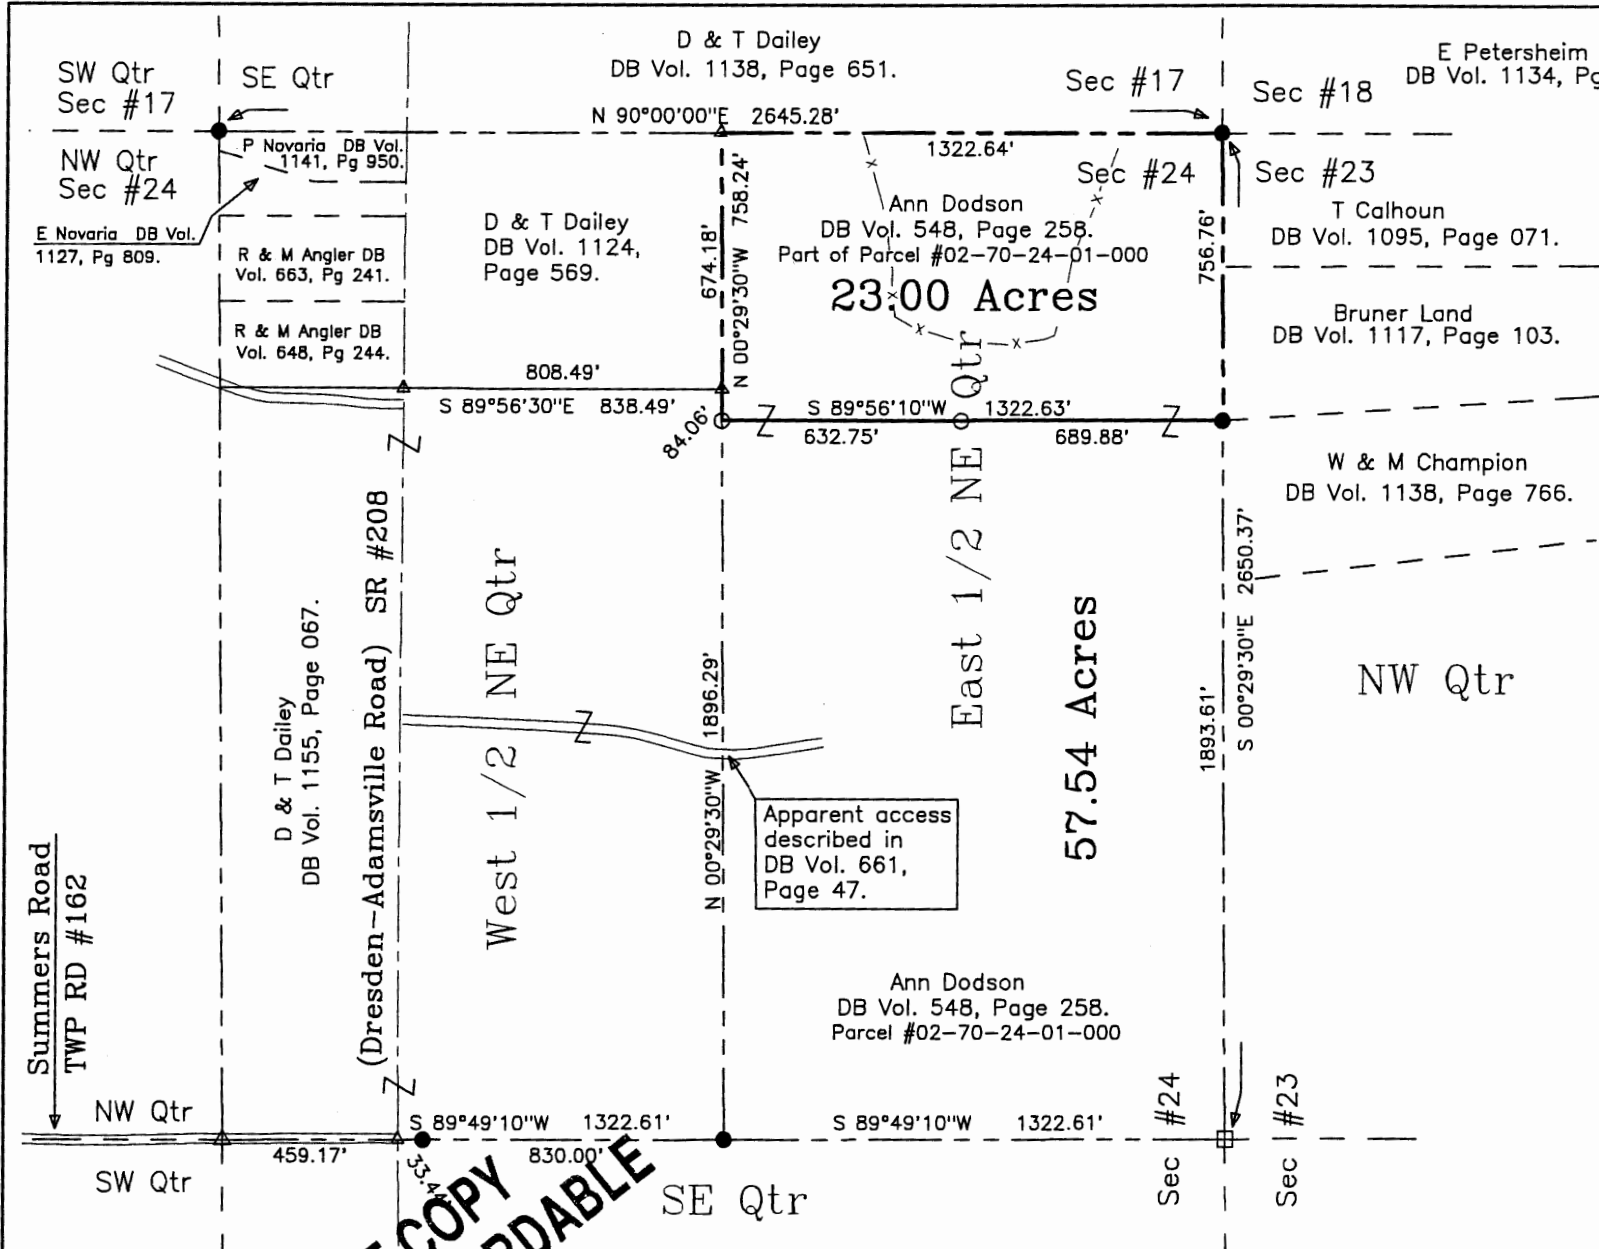 D & T Dailey
DB Vol. 1138, Page 651.
E Petersheim
DB Vol. 1134, Pg
SW Qtr
Sec #17
SE Qtr
Sec #17
Sec #18
N 90°00'00"E 2645.28'
NW Qtr
Sec #24
P Novaria DB Vol.
1141, Pg 950.
1322.64'
Sec #24
Sec #23
E Novaria DB Vol.
1127, Pg 809.
R & M Angler DB
Vol. 663, Pg 241.
R & M Angler DB
Vol. 648, Pg 244.
D & T Dailey
DB Vol. 1124,
Page 569.
674.18'
N 00°29'30"W 758.24'
Ann Dodson
DB Vol. 548, Page 258.
Part of Parcel #02-70-24-01-000
23.00 Acres
756.76'
T Calhoun
DB Vol. 1095, Page 071.
Bruner Land
DB Vol. 1117, Page 103.
808.49'
S 89°56'30"E 838.49'
84.06'
S 89°56'10"W 1322.63'
632.75'
689.88'
W & M Champion
DB Vol. 1138, Page 766.
D & T Dailey
DB Vol. 1155, Page 067.
(Dresden-Adamsville Road) SR #208
West 1/2 NE Qtr
N 00°29'30"W 1896.29'
East 1/2 NE Qtr
57.54 Acres
1893.61'
S 00°29'30"E 2650.37'
NW Qtr
Apparent access
described in
DB Vol. 661,
Page 47.
Summers Road
TWP RD #162
Ann Dodson
DB Vol. 548, Page 258.
Parcel #02-70-24-01-000
NW Qtr
SW Qtr
459.17'
33.44'
S 89°49'10"W 1322.61'
830.00'
S 89°49'10"W 1322.61'
Sec #24
Sec #23
SE Qtr
COPY